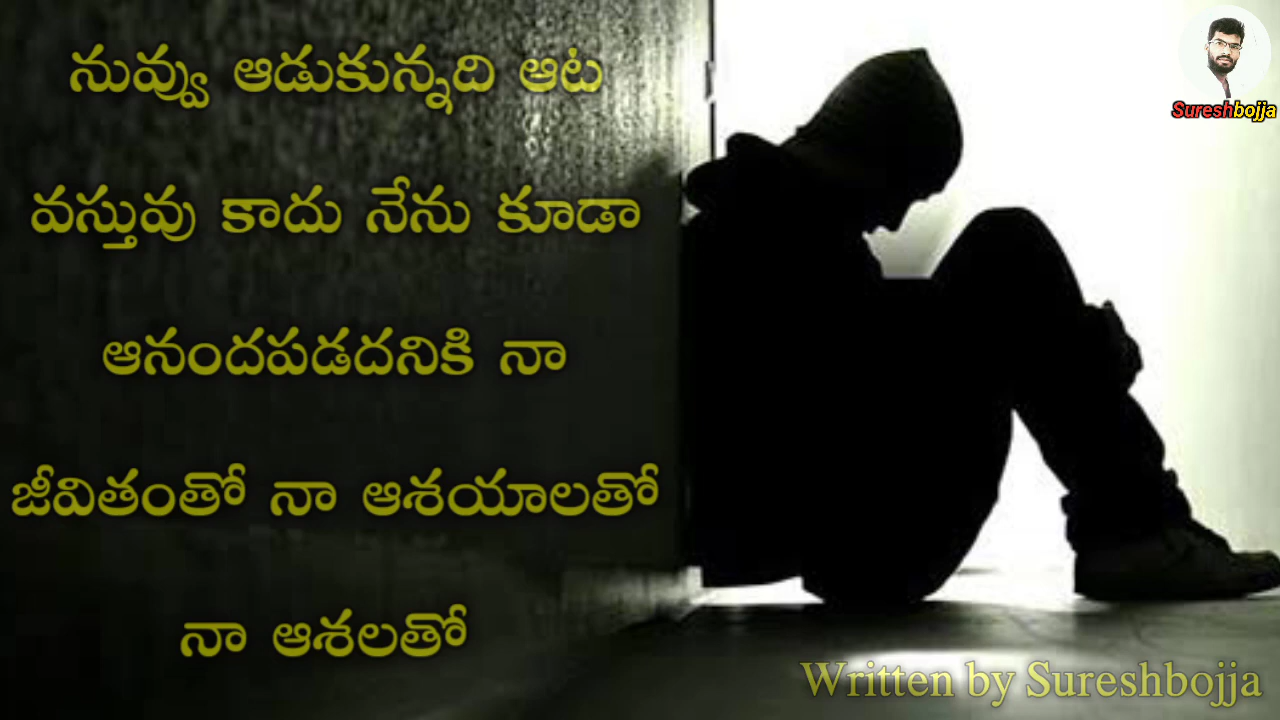 నువ్వు ఆడుకున్నది ఆట
వస్తువు కాదు నేను కూడా
ఆనందపడదనికి నా
జీవితంతో నా ఆశయాలతో
నా ఆశలతో
Sureshbojja
Written by Sureshbojja